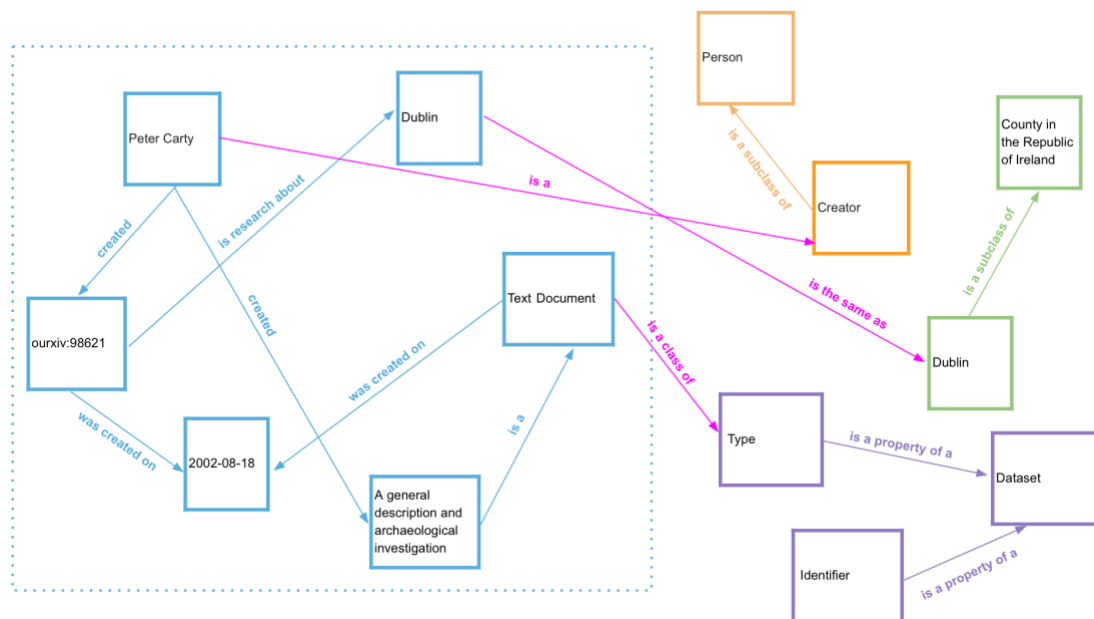 Person
County in
the Republic
of Ireland
Peter Carty
Dublin
is a
is a subclass of
Creator
created
is research about
is a subclass of
Text Document
created
is the same as
ourxiv:98621
was created on
is a class of
Dublin
was created on
is a
2002-08-18
Type
is a property of a
Dataset
A general
description and
archaeological
investigation
Identifier
is a property of a